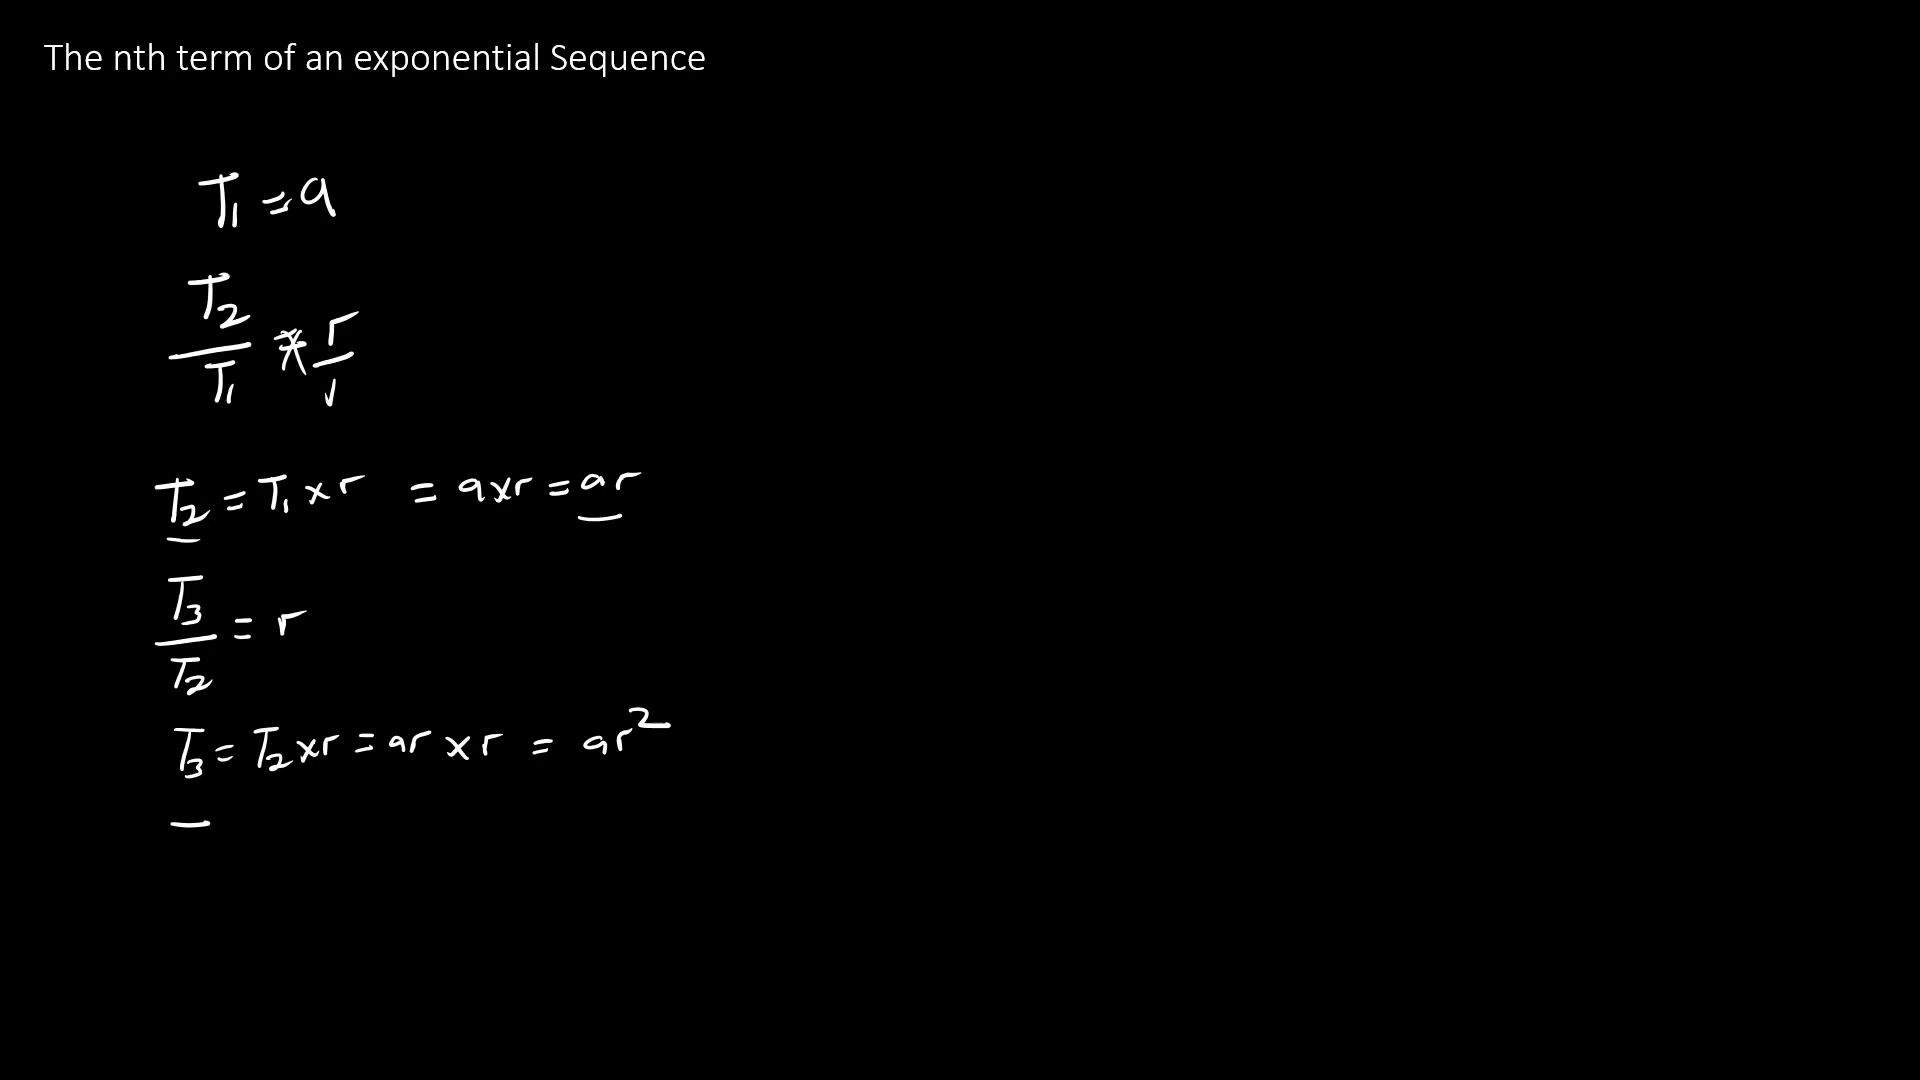 The nth term of an exponential Sequence
T₁ = a
T₂/T₁ ⩯ r/1
T₂ = T₁ × r = a×r = ar
T₃/T₂ = r
T₃ = T₂ ×r = ar × r = ar²